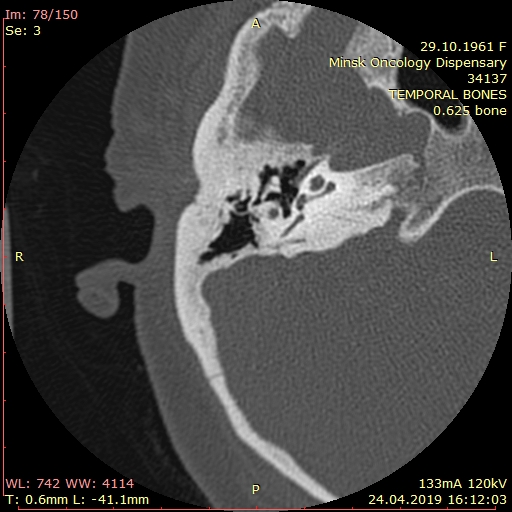 Im: 78/150
Se: 3
A
29.10.1961 F
Minsk Oncology Dispensary
34137
TEMPORAL BONES
0.625 bone
R
L
WL: 742 WW: 4114
T: 0.6mm L: -41.1mm
P
133mA 120kV
24.04.2019 16:12:03